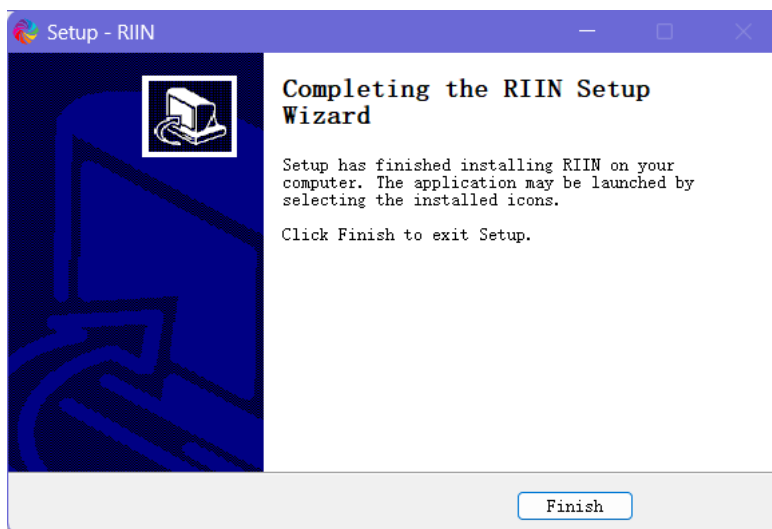 Setup - RIIN
Completing the RIIN Setup
Wizard
Setup has finished installing RIIN on your
computer. The application may be launched by
selecting the installed icons.
Click Finish to exit Setup.
Finish